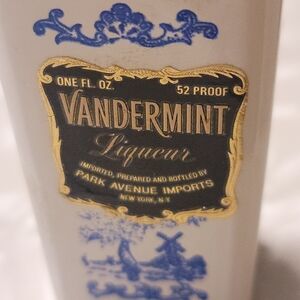 ONE FL. OZ. 52 PROOF
VANDERMINT
Liqueur
IMPORTED, PREPARED AND BOTTLED BY
PARK AVENUE IMPORTS
NEW YORK, N.Y.